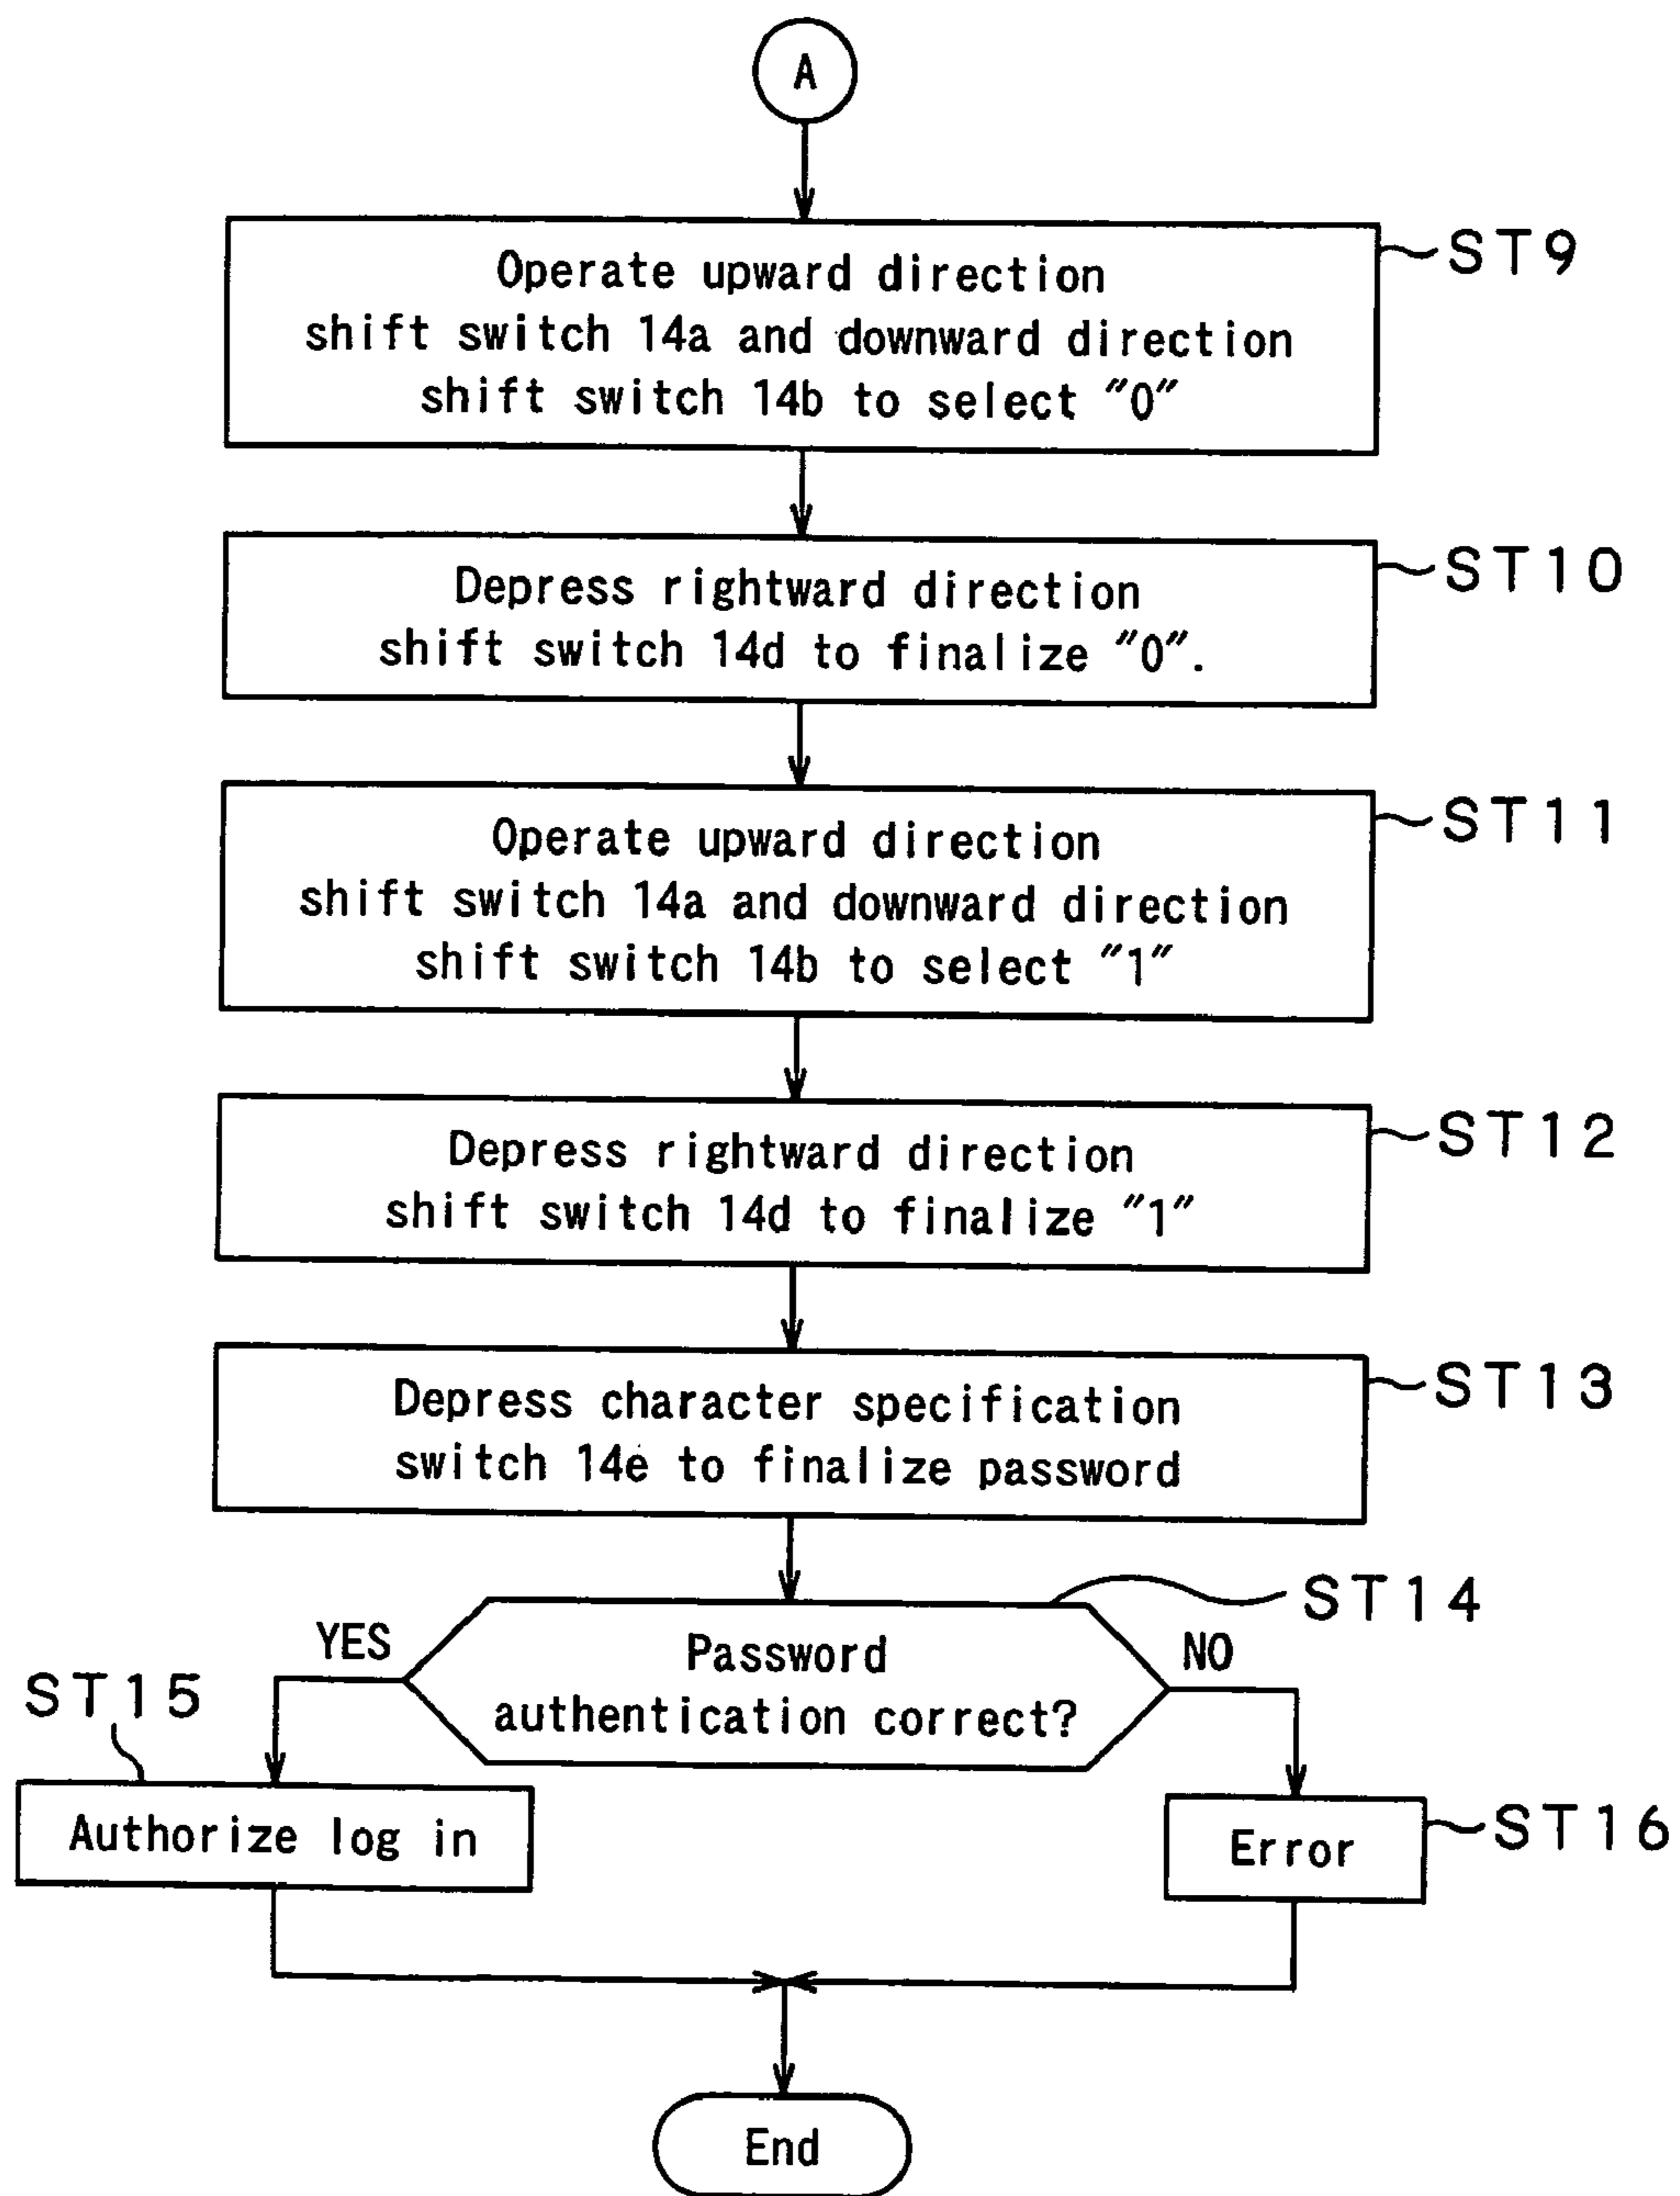 A
Operate upward direction
shift switch 14a and downward direction
shift switch 14b to select "0"
ST9
Depress rightward direction
shift switch 14d to finalize "0".
ST10
Operate upward direction
shift switch 14a and downward direction
shift switch 14b to select "1"
ST11
Depress rightward direction
shift switch 14d to finalize "1"
ST12
Depress character specification
switch 14e to finalize password
ST13
ST14
YES
Password
authentication correct?
NO
ST15
Authorize log in
Error
ST16
End